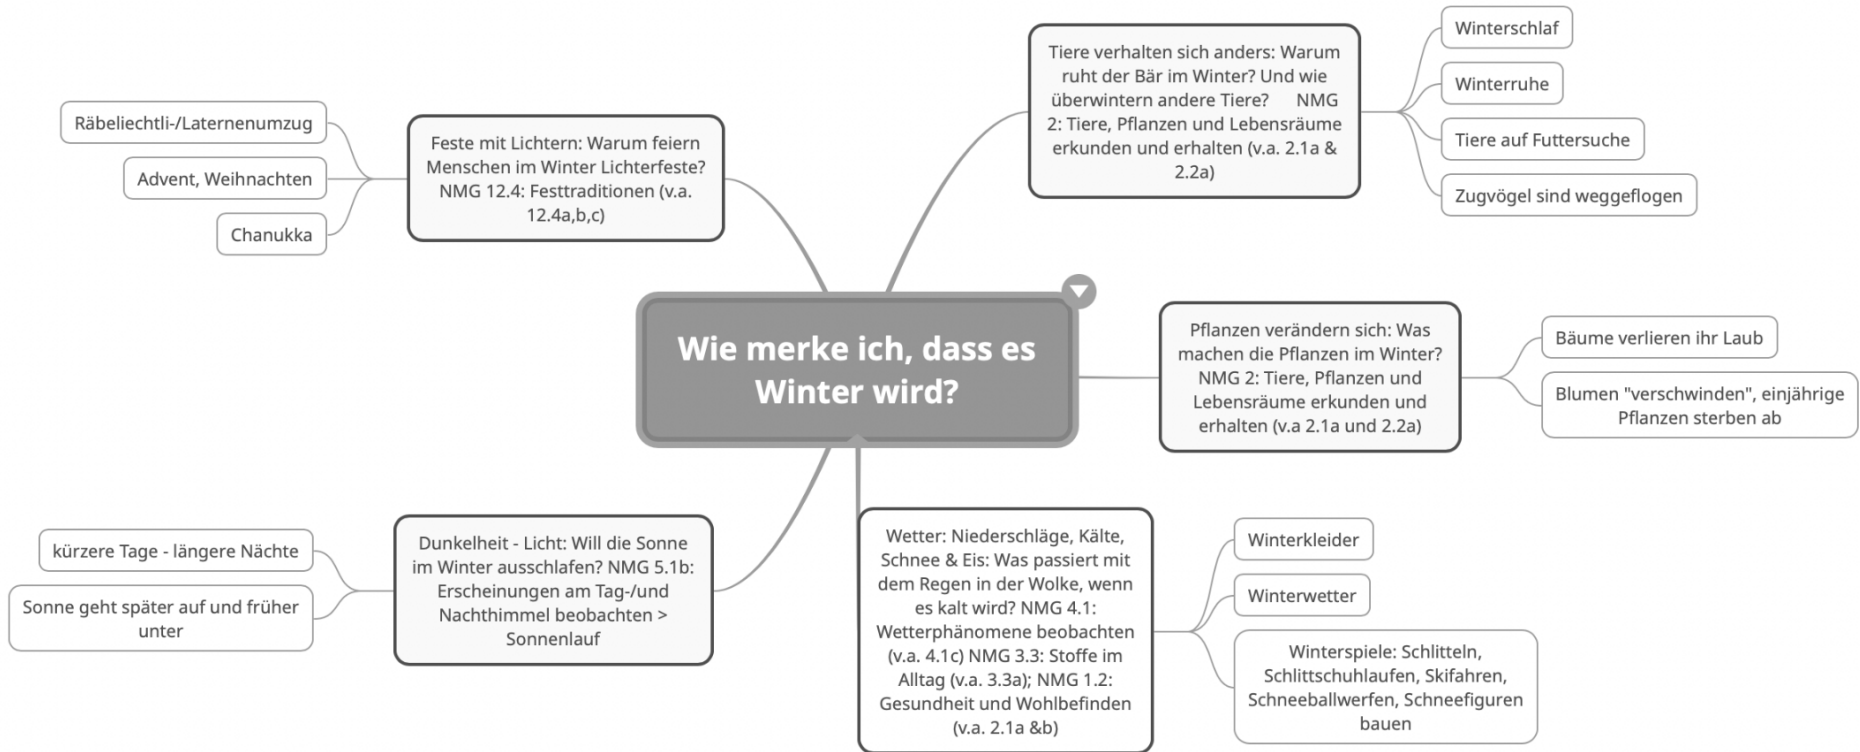 Wie merke ich, dass es
Winter wird?
Feste mit Lichtern: Warum feiern
Menschen im Winter Lichterfeste?
NMG 12.4: Festtraditionen (v.a.
12.4a,b,c)
Räbeliechtli-/Laternenumzug
Advent, Weihnachten
Chanukka
Tiere verhalten sich anders: Warum
ruht der Bär im Winter? Und wie
überwintern andere Tiere? NMG
2: Tiere, Pflanzen und Lebensräume
erkunden und erhalten (v.a. 2.1a &
2.2a)
Winterschlaf
Winterruhe
Tiere auf Futtersuche
Zugvögel sind weggeflogen
Pflanzen verändern sich: Was
machen die Pflanzen im Winter?
NMG 2: Tiere, Pflanzen und
Lebensräume erkunden und
erhalten (v.a 2.1a und 2.2a)
Bäume verlieren ihr Laub
Blumen "verschwinden", einjährige
Pflanzen sterben ab
Wetter: Niederschläge, Kälte,
Schnee & Eis: Was passiert mit
dem Regen in der Wolke, wenn
es kalt wird? NMG 4.1:
Wetterphänomene beobachten
(v.a. 4.1c) NMG 3.3: Stoffe im
Alltag (v.a. 3.3a); NMG 1.2:
Gesundheit und Wohlbefinden
(v.a. 2.1a &b)
Winterkleider
Winterwetter
Winterspiele: Schlitteln,
Schlittschuhlaufen, Skifahren,
Schneeballwerfen, Schneefiguren
bauen
Dunkelheit - Licht: Will die Sonne
im Winter ausschlafen? NMG 5.1b:
Erscheinungen am Tag-/und
Nachthimmel beobachten >
Sonnenlauf
kürzere Tage - längere Nächte
Sonne geht später auf und früher
unter